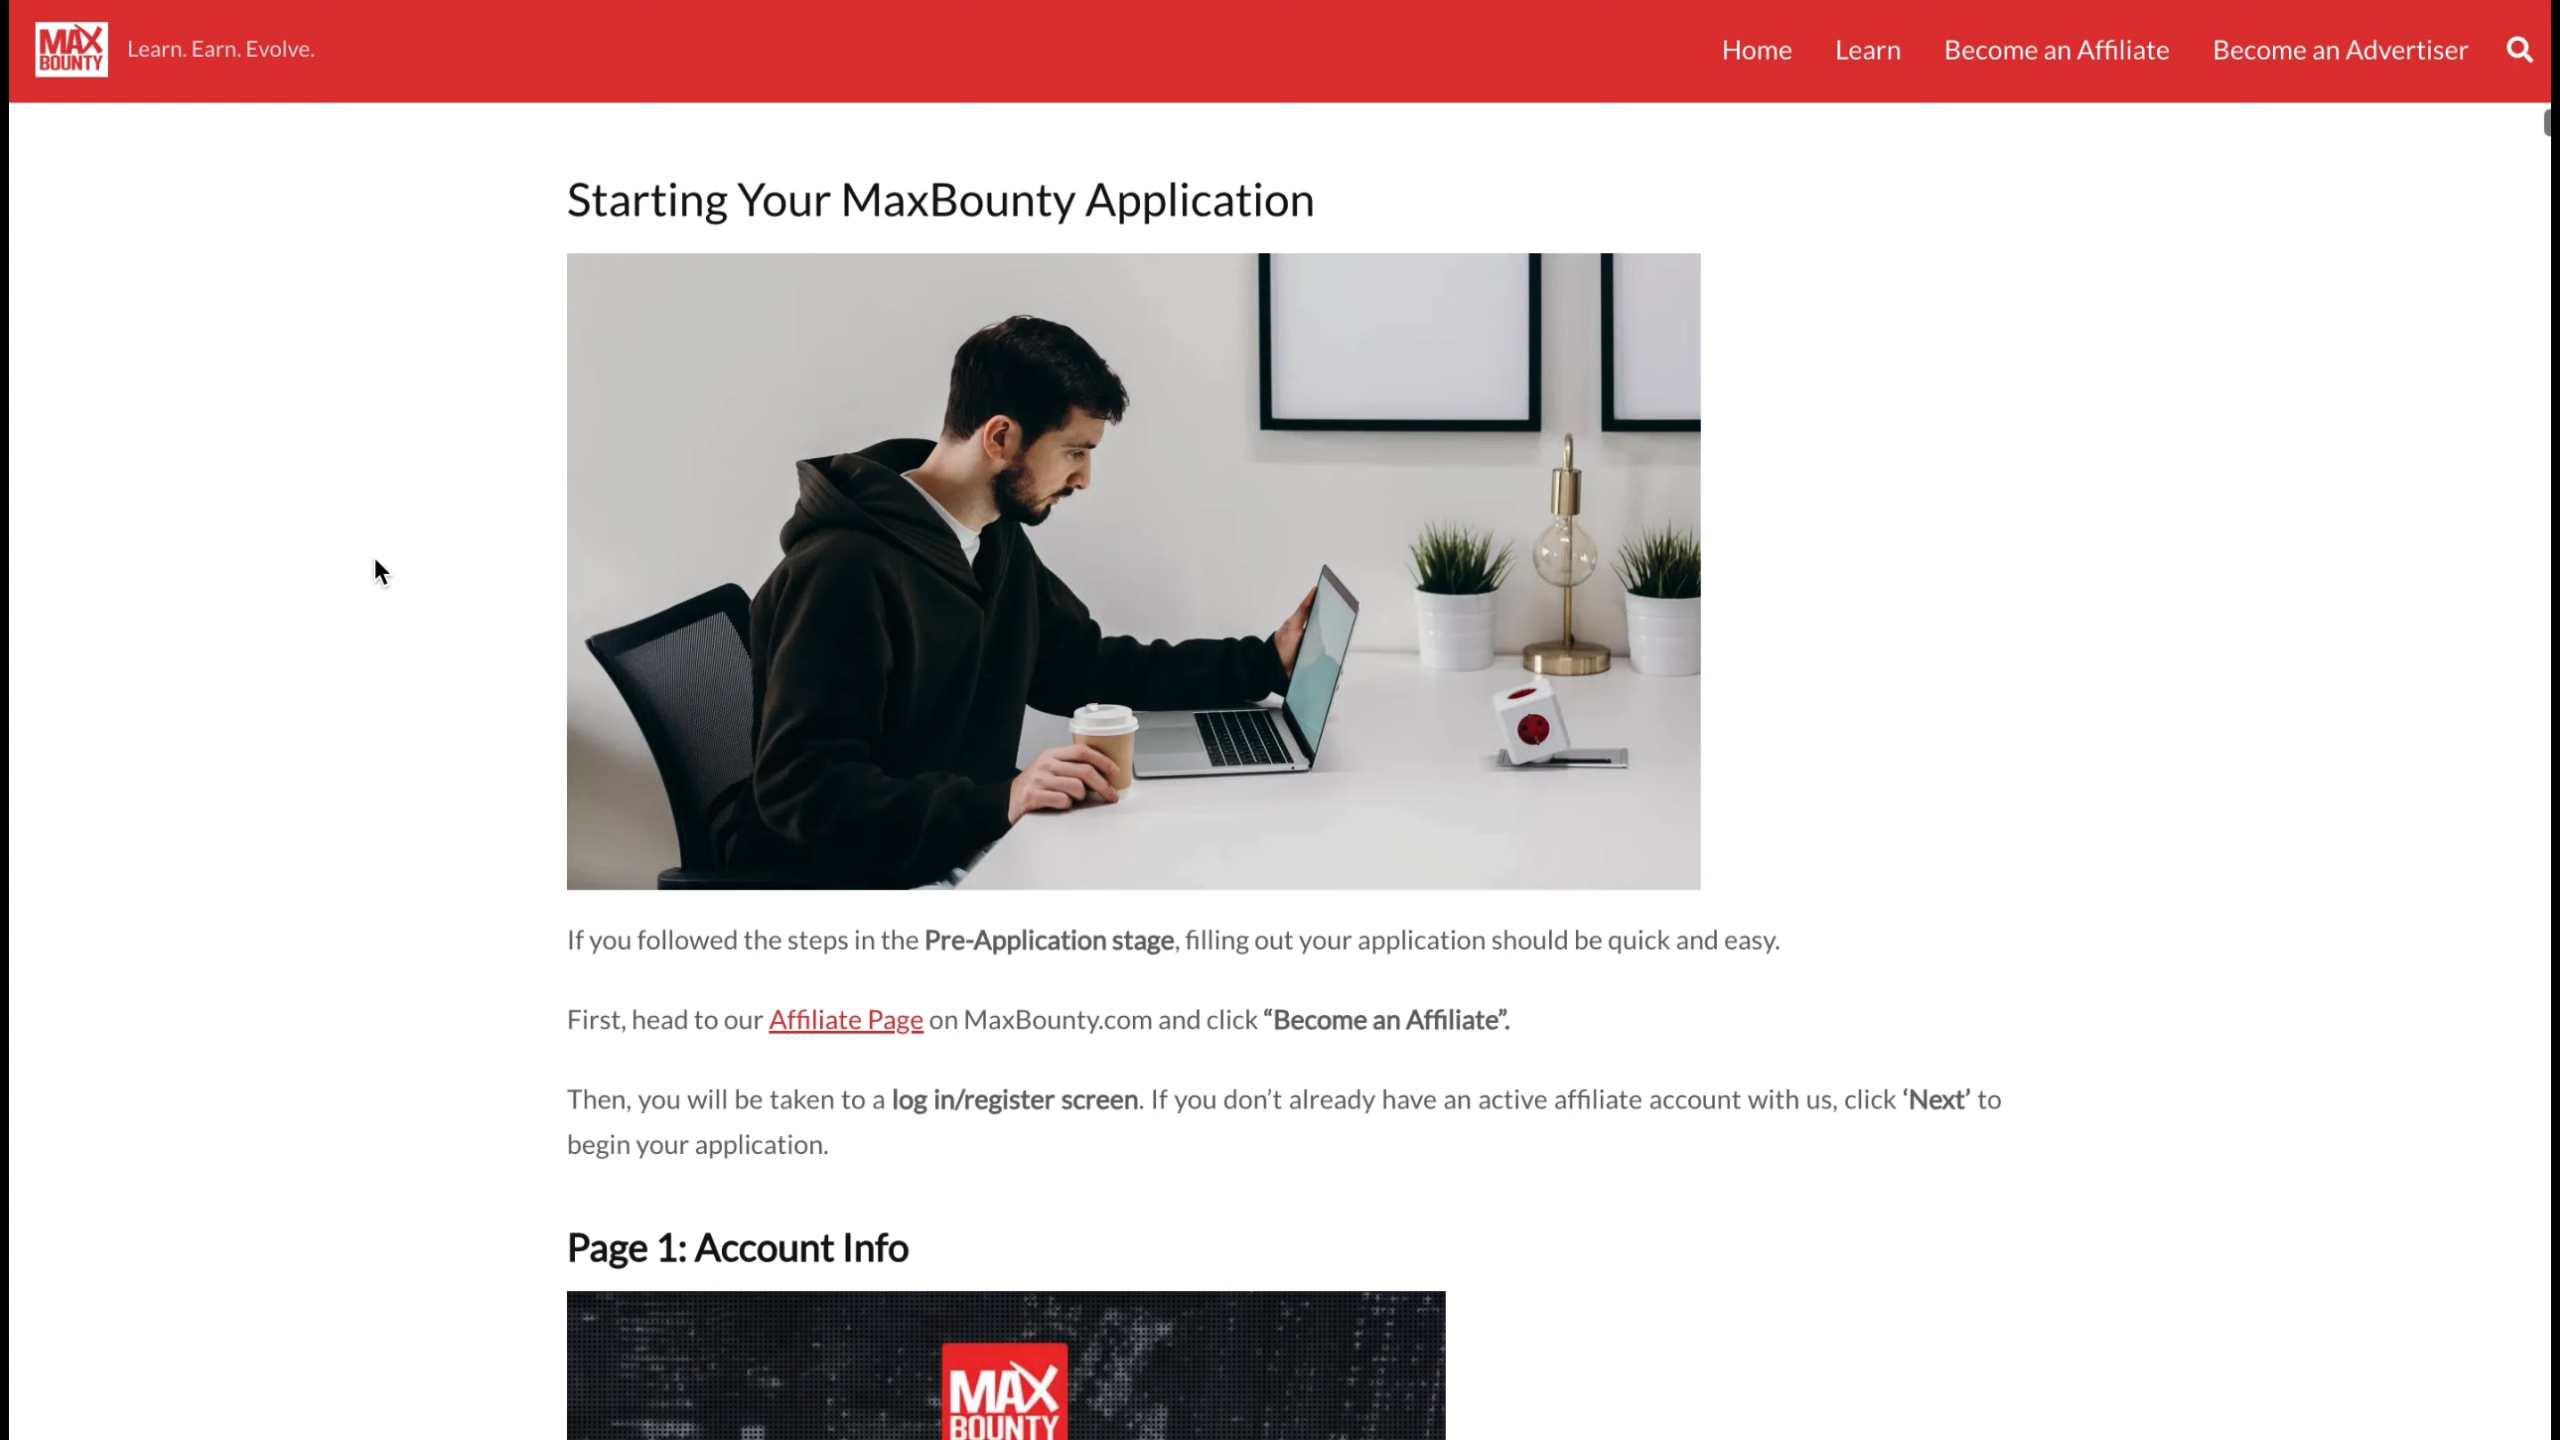 MAX
BOUNTY
Learn. Earn. Evolve.
Home
Learn
Become an Affiliate
Become an Advertiser
Starting Your MaxBounty Application
If you followed the steps in the Pre-Application stage, filling out your application should be quick and easy.
First, head to our Affiliate Page on MaxBounty.com and click “Become an Affiliate”.
Then, you will be taken to a log in/register screen. If you don’t already have an active affiliate account with us, click ‘Next’ to
begin your application.
Page 1: Account Info
MAX
BOUNTY